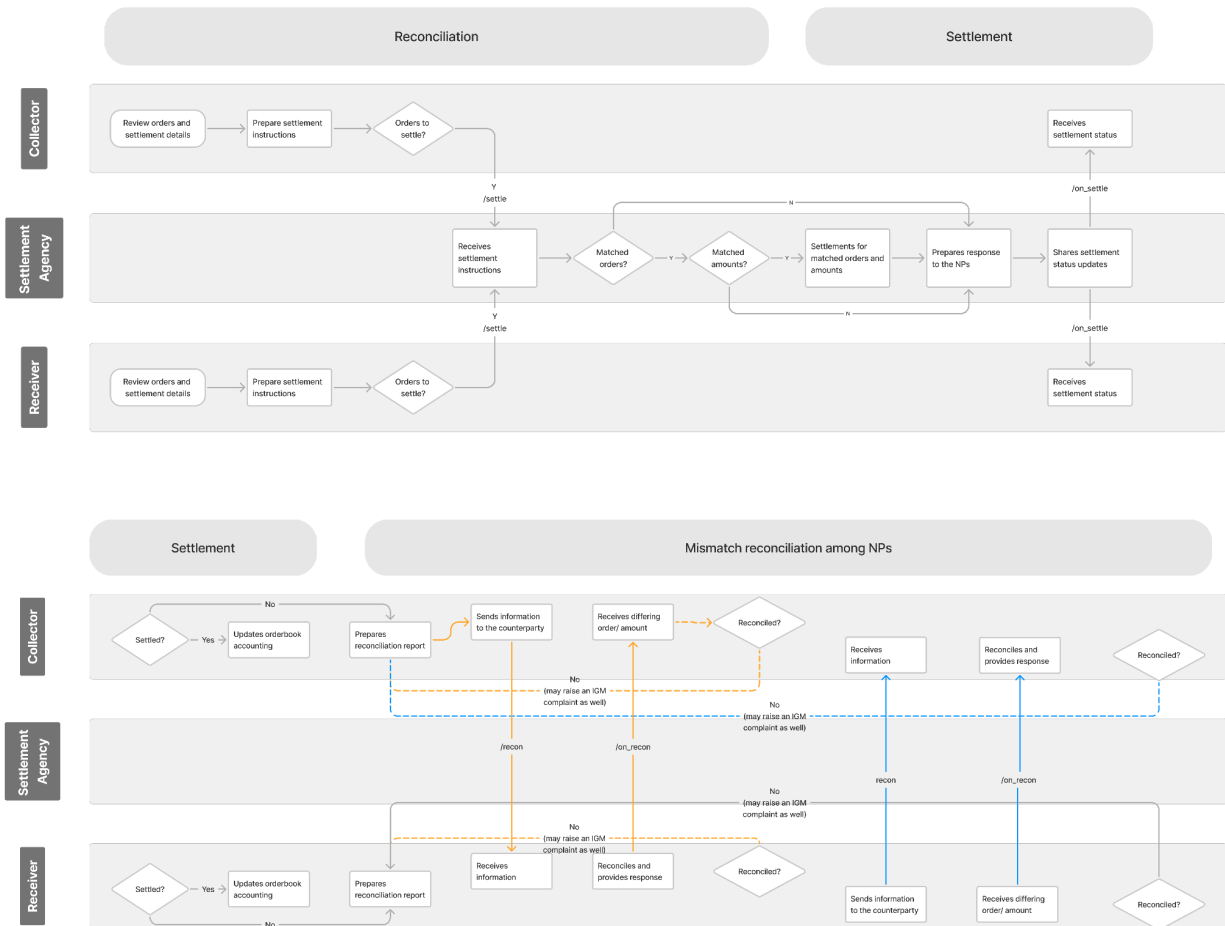 Reconciliation
Settlement
Collector
Review orders and
settlement details
Prepare settlement
instructions
Orders to
settle?
Receives
settlement status
Y
/settle
/on_settle
Settlement
Agency
N
Receives
settlement
instructions
Matched
orders?
Y
Matched
amounts?
Y
Settlements for
matched orders and
amounts
Prepares response
to the NPs
Shares settlement
status updates
N
Y
/settle
/on_settle
Receiver
Review orders and
settlement details
Prepare settlement
instructions
Orders to
settle?
Receives
settlement status
Settlement
Mismatch reconciliation among NPs
Collector
No
Settled?
Yes
Updates orderbook
accounting
Prepares
reconciliation report
Sends information
to the counterparty
Receives differing
order/ amount
Reconciled?
Receives
information
Reconciles and
provides response
Reconciled?
No
(may raise an IGM
complaint as well)
No
(may raise an IGM
complaint as well)
Settlement
Agency
/recon
/on_recon
recon
/on_recon
No
(may raise an IGM
complaint as well)
No
(may raise an IGM
complaint as well)
Receiver
Settled?
Yes
Updates orderbook
accounting
Prepares
reconciliation report
Receives
information
Reconciles and
provides response
Reconciled?
Sends information
to the counterparty
Receives differing
order/ amount
Reconciled?
No